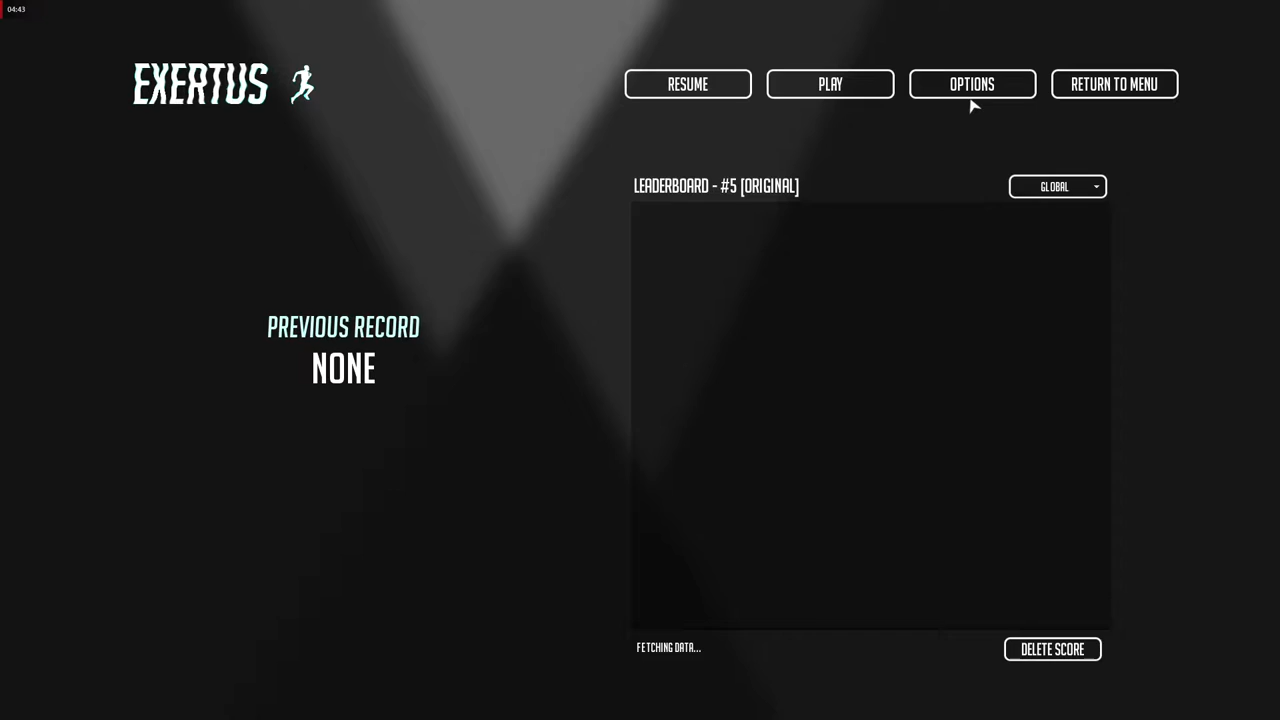 04:43
EXERTUS
RESUME
PLAY
OPTIONS
RETURN TO MENU
LEADERBOARD - #5 [ORIGINAL]
GLOBAL
PREVIOUS RECORD
NONE
FETCHING DATA...
DELETE SCORE